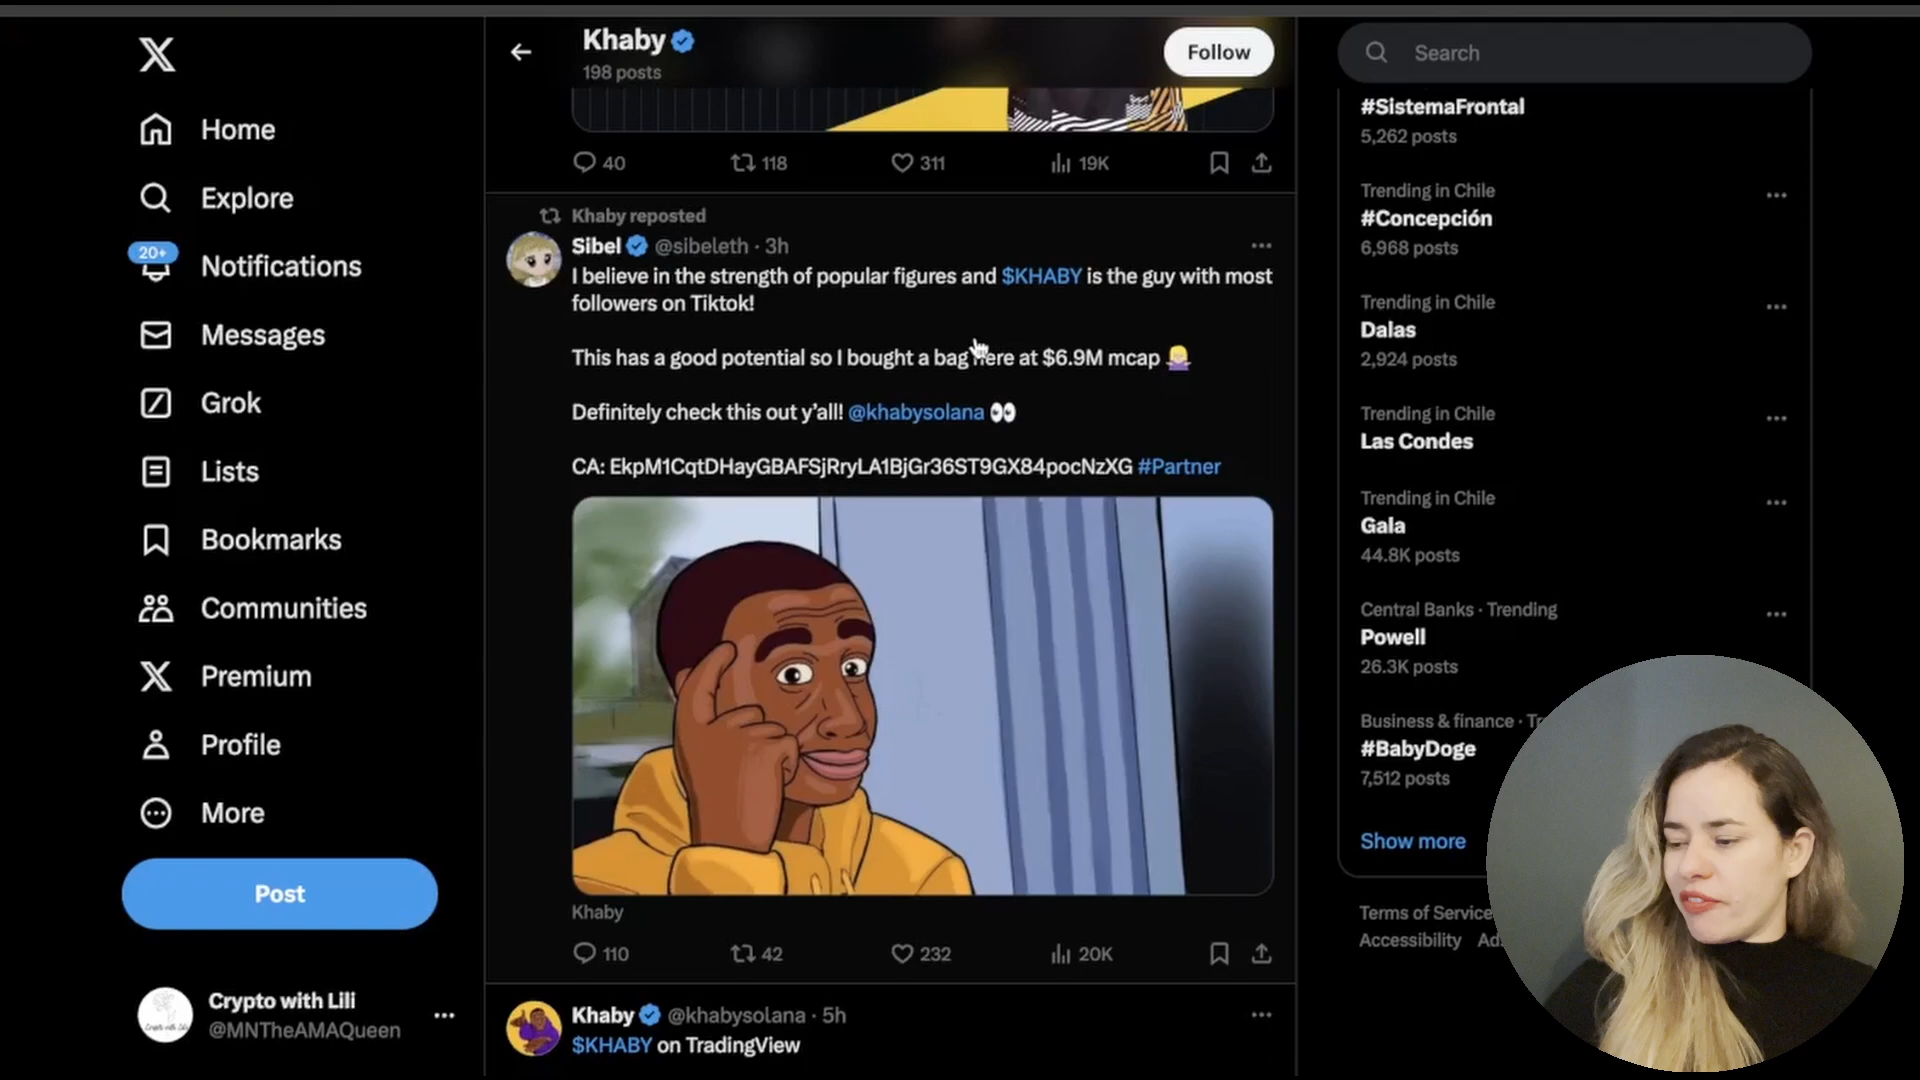 Home
Explore
20+
Notifications
Messages
Grok
Lists
Bookmarks
Communities
Premium
Profile
More
Post
Crypto with Lili
@MNTheAMAQueen
Khaby
198 posts
Follow
40
118
311
19K
Khaby reposted
Sibel @sibeleth · 3h
I believe in the strength of popular figures and $KHABY is the guy with most
followers on Tiktok!
This has a good potential so I bought a bag here at $6.9M mcap
Definitely check this out y'all! @khabysolana
CA: EkpM1CqtDHayGBAFSjRryLA1BjGr36ST9GX84pocNzXG #Partner
Khaby
110
42
232
20K
Khaby @khabysolana · 5h
$KHABY on TradingView
Search
#SistemaFrontal
5,262 posts
Trending in Chile
#Concepción
6,968 posts
Trending in Chile
Dalas
2,924 posts
Trending in Chile
Las Condes
Trending in Chile
Gala
44.8K posts
Central Banks · Trending
Powell
26.3K posts
Business & finance ·
#BabyDoge
7,512 posts
Show more
Terms of Service
Accessibility